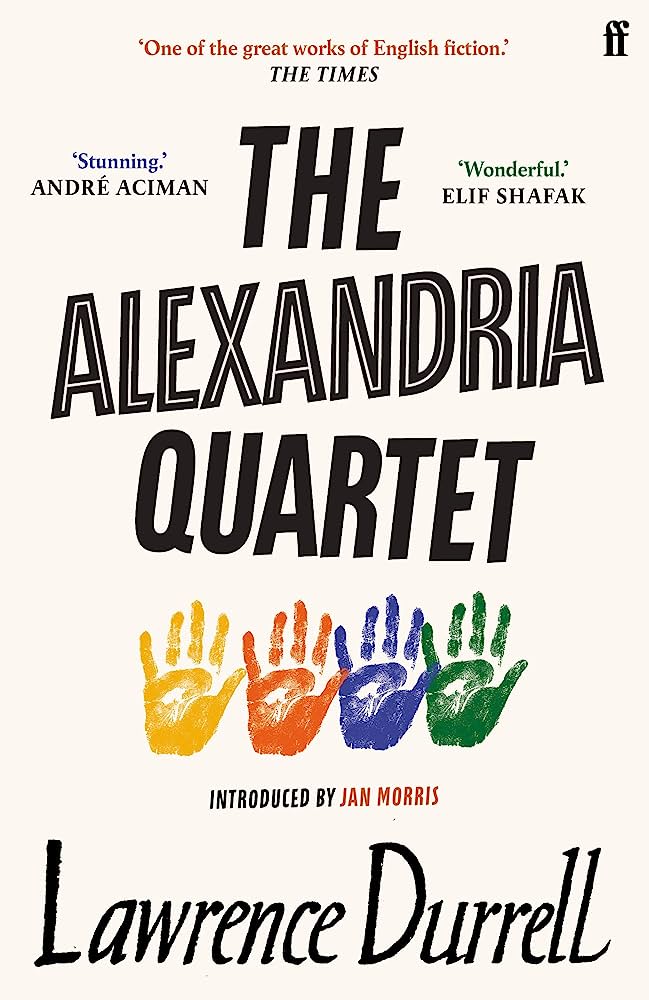 ‘One of the great works of English fiction.’
THE TIMES
ff
‘Stunning.’
ANDRÉ ACIMAN
‘Wonderful.’
ELIF SHAFAK
THE
ALEXANDRIA
QUARTET
INTRODUCED BY JAN MORRIS
Lawrence Durrell